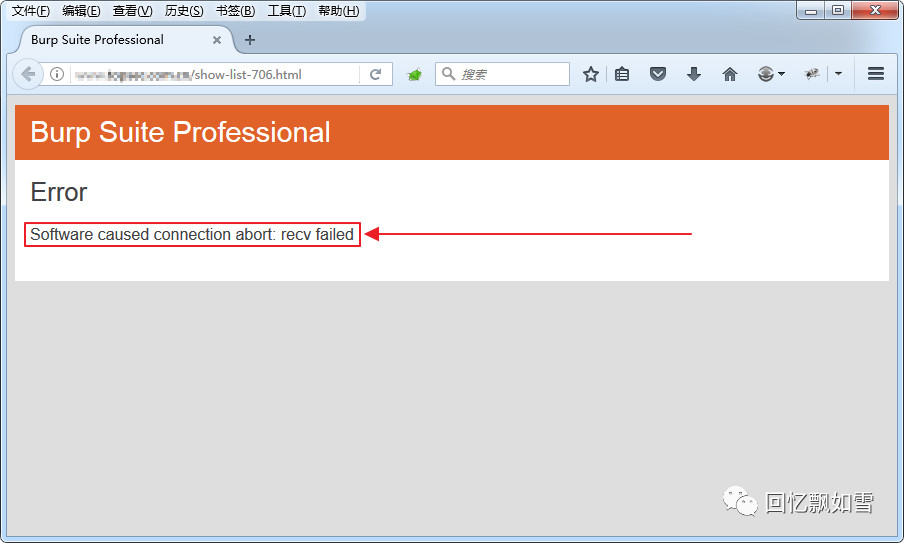 文件(F) 编辑(E) 查看(V) 历史(S) 书签(B) 工具(T) 帮助(H)
Burp Suite Professional
/show-list-706.html
搜索
Burp Suite Professional
Error
Software caused connection abort: recv failed
回忆飘如雪